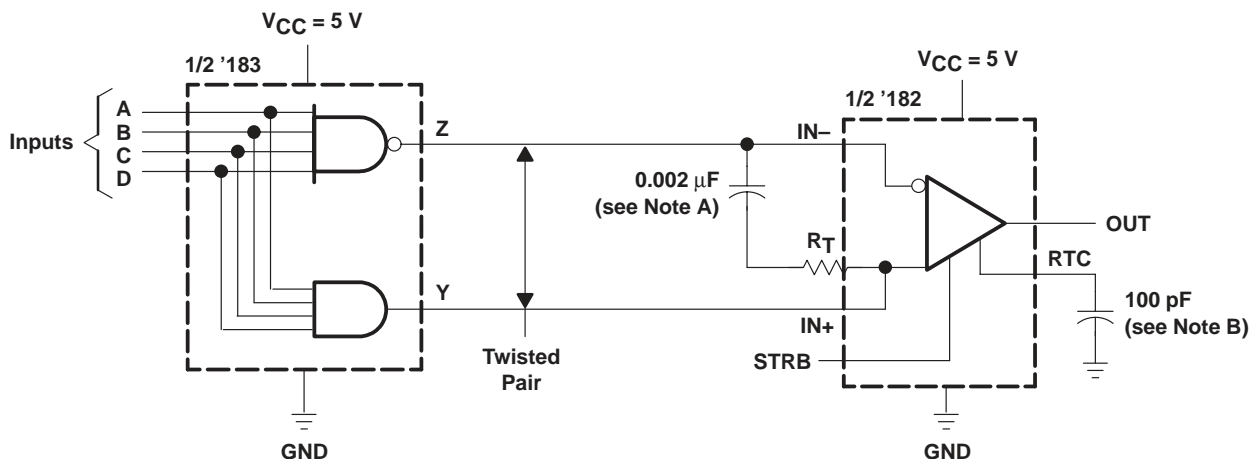 VCC = 5 V
1/2 '183
Inputs
A
B
C
D
Z
Y
Twisted
Pair
GND
VCC = 5 V
1/2 '182
IN–
0.002 μF
(see Note A)
RT
IN+
STRB
OUT
RTC
100 pF
(see Note B)
GND